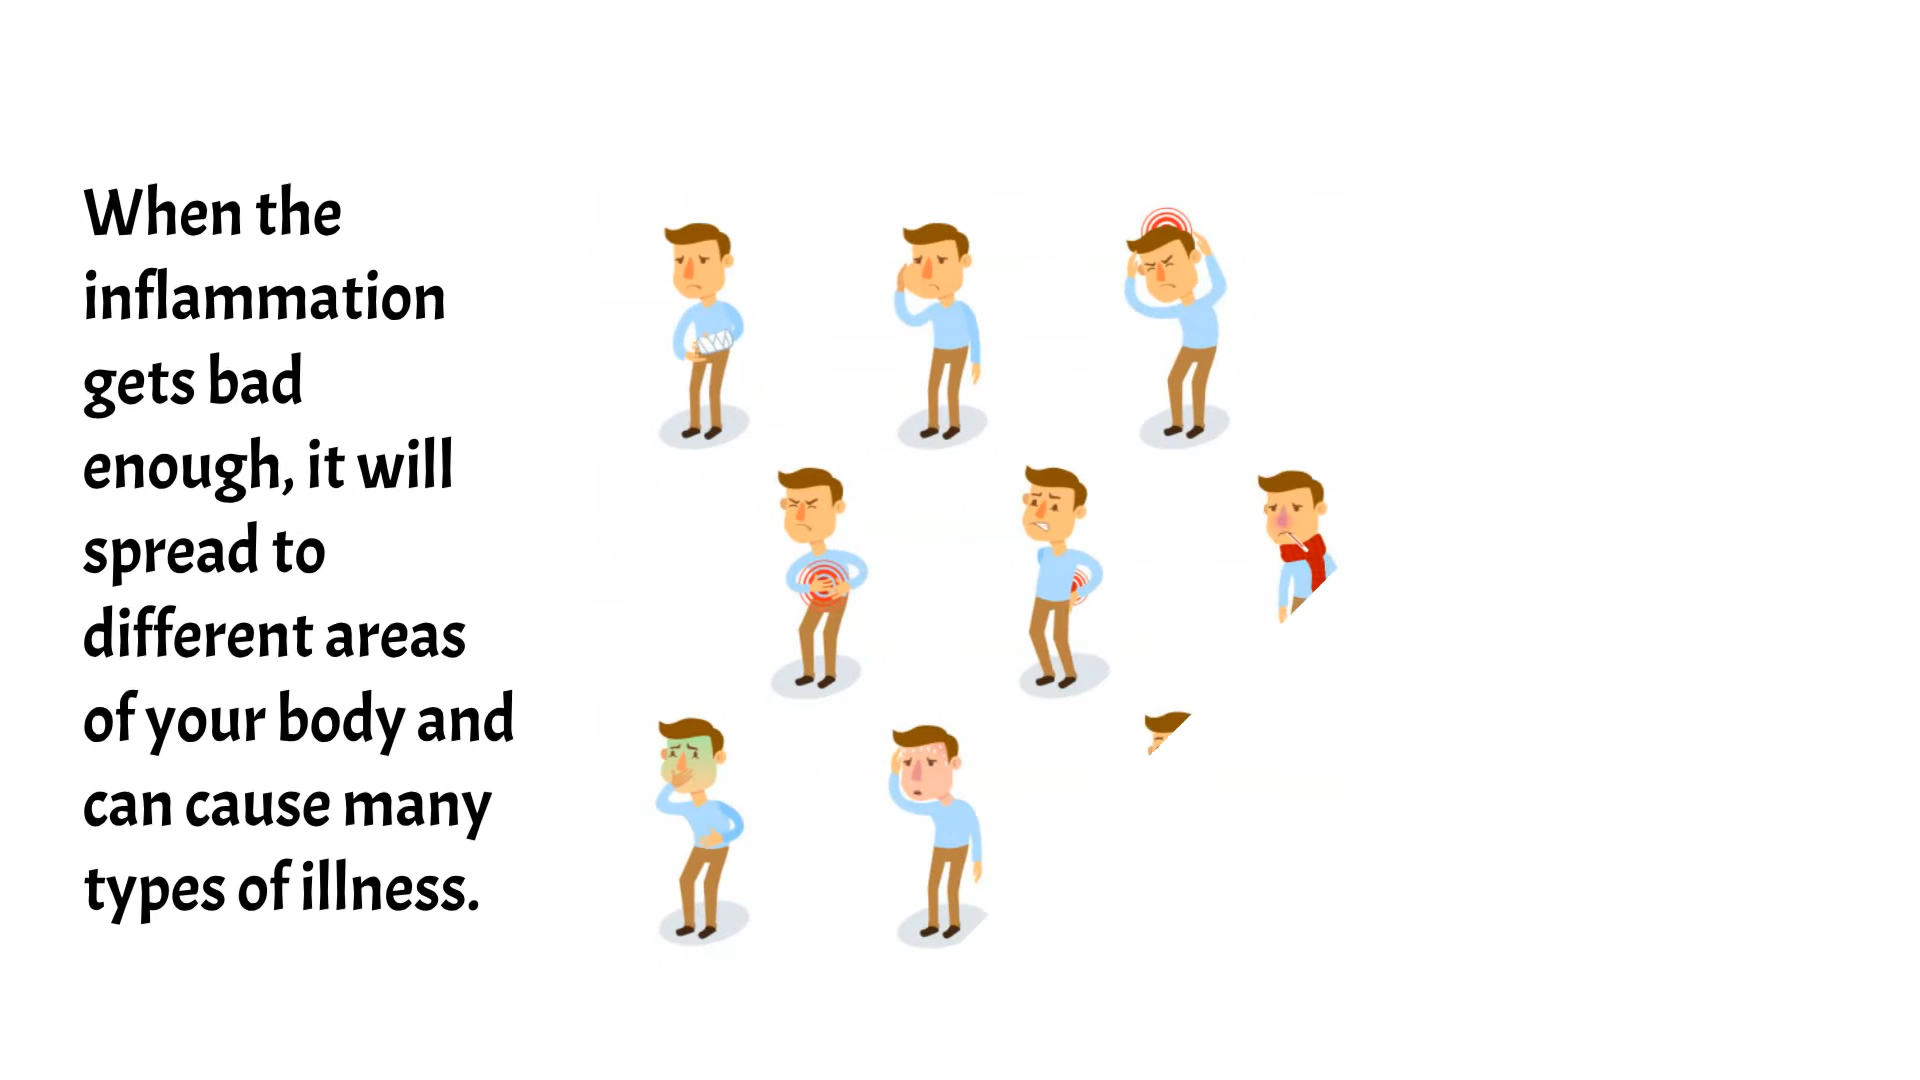 When the
inflammation
gets bad
enough, it will
spread to
different areas
of your body and
can cause many
types of illness.